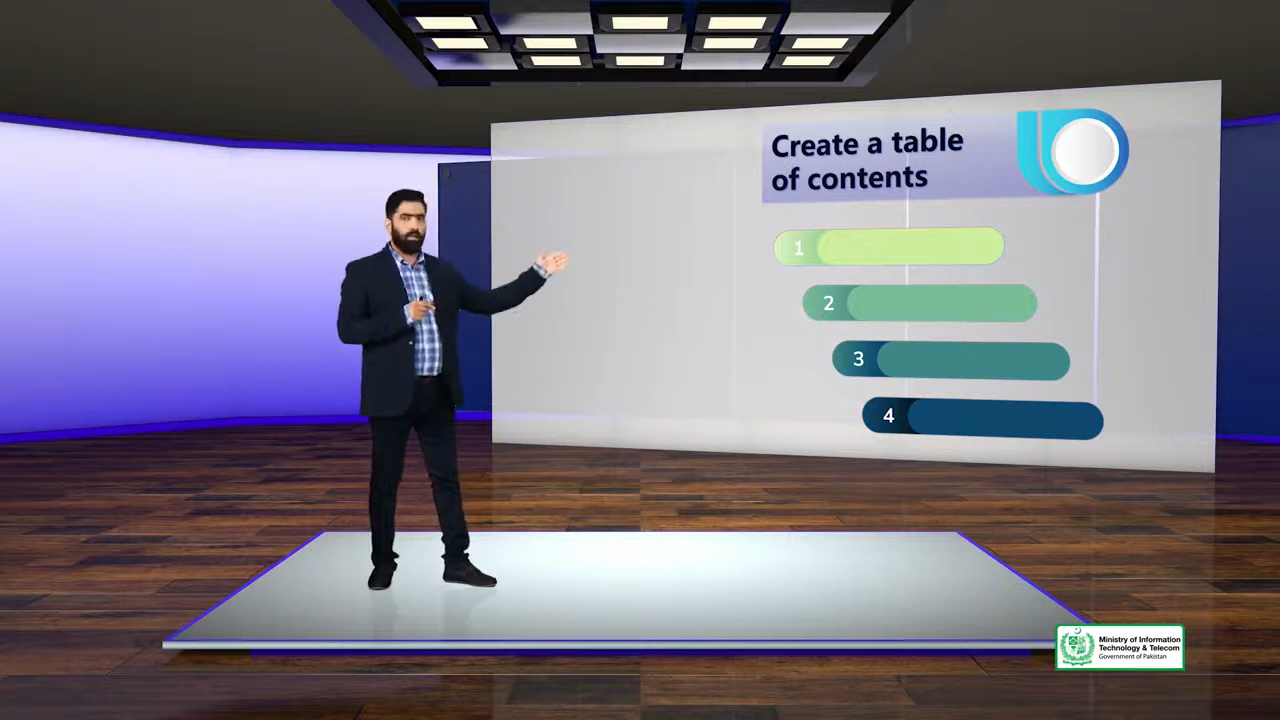 Create a table
of contents
1
2
3
4
Ministry of Information
Technology & Telecom
Government of Pakistan